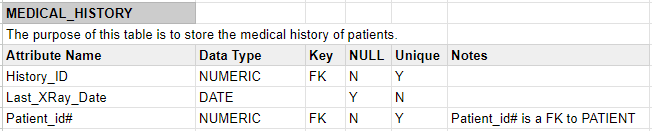 MEDICAL_HISTORY
The purpose of this table is to store the medical history of patients.
Attribute Name Data Type Key NULL Unique Notes
History_ID NUMERIC FK N Y
Last_XRay_Date DATE Y N
Patient_id# NUMERIC FK N Y Patient_id# is a FK to PATIENT